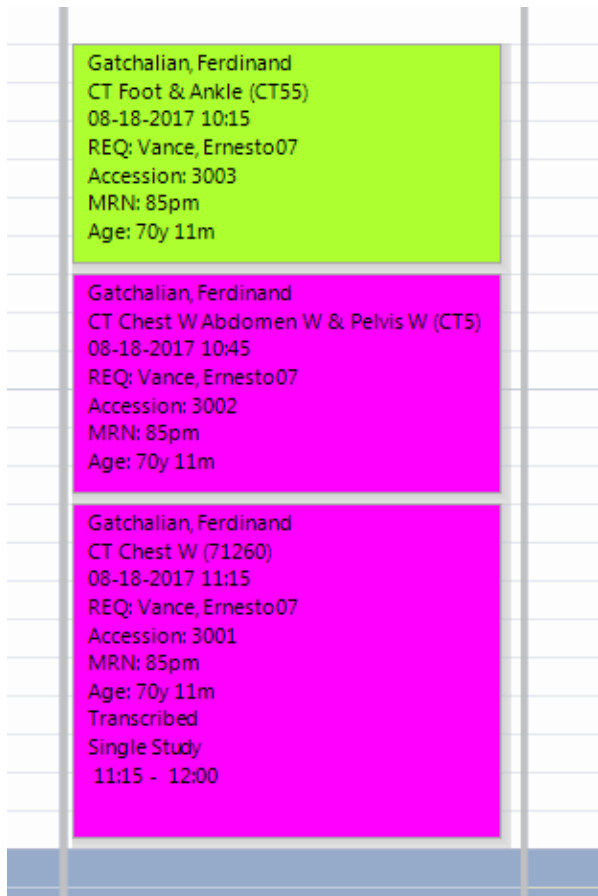 Gatchalian, Ferdinand
CT Foot & Ankle (CT55)
08-18-2017 10:15
REQ: Vance, Ernesto07
Accession: 3003
MRN: 85pm
Age: 70y 11m
Gatchalian, Ferdinand
CT Chest W Abdomen W & Pelvis W (CT5)
08-18-2017 10:45
REQ: Vance, Ernesto07
Accession: 3002
MRN: 85pm
Age: 70y 11m
Gatchalian, Ferdinand
CT Chest W (71260)
08-18-2017 11:15
REQ: Vance, Ernesto07
Accession: 3001
MRN: 85pm
Age: 70y 11m
Transcribed
Single Study
11:15 - 12:00